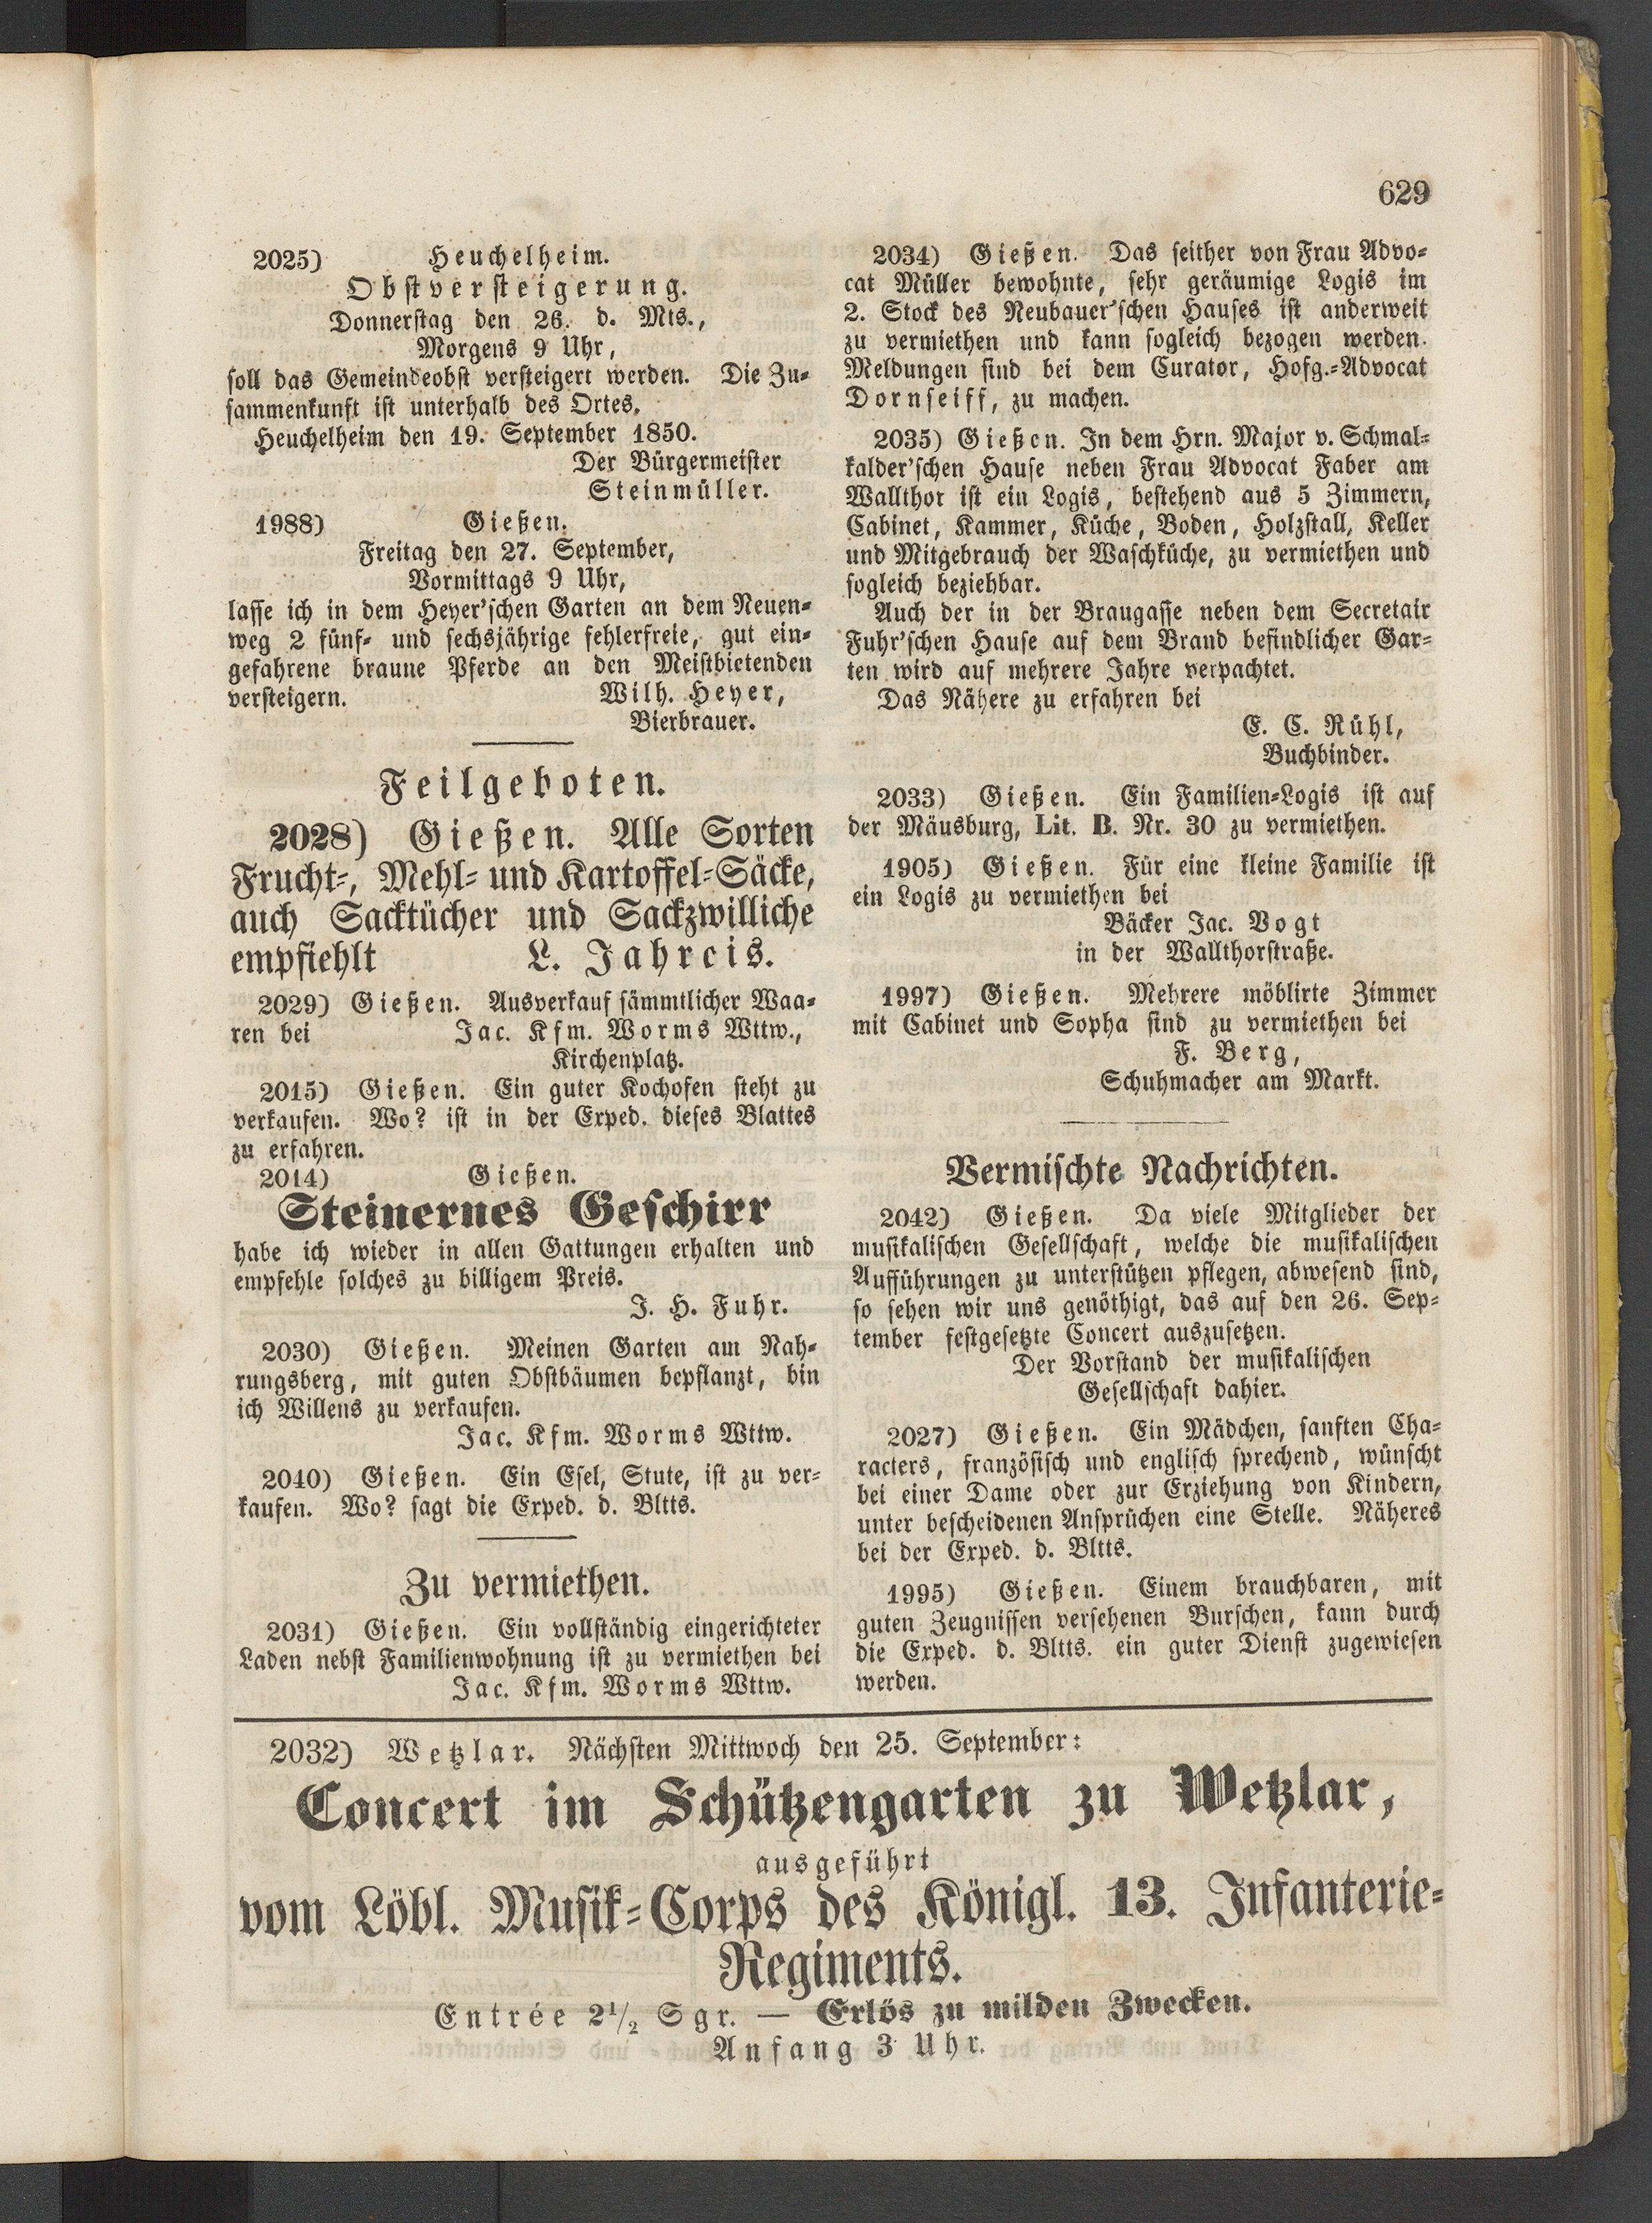 629
2025) Heuchelheim.
Obstversteigerung.
Donnerstag den 26. d. Mts.,
Morgens 9 Uhr,
soll das Gemeindeobst versteigert werden. Die Zu-
sammenkunft ist unterhalb des Ortes.
Heuchelheim den 19. September 1850.
Der Bürgermeister
Steinmüller.
1988) Gießen.
Freitag den 27. September,
Vormittags 9 Uhr,
lasse ich in dem Heyer'schen Garten an dem Neuen-
weg 2 fünf- und sechsjährige fehlerfreie, gut ein-
gefahrene braune Pferde an den Meistbietenden
versteigern. Wilh. Heyer,
Bierbrauer.
Feilgeboten.
2028) Gießen. Alle Sorten
Frucht-, Mehl- und Kartoffel-Säcke,
auch Sacktücher und Sackzwilliche
empfiehlt L. Jahreis.
2029) Gießen. Ausverkauf sämmtlicher Waa-
ren bei Jac. Kfm. Worms Wttw.,
Kirchenplatz.
2015) Gießen. Ein guter Kochofen steht zu
verkaufen. Wo? ist in der Exped. dieses Blattes
zu erfahren.
2014) Gießen.
Steinernes Geschirr
habe ich wieder in allen Gattungen erhalten und
empfehle solches zu billigem Preis.
J. H. Fuhr.
2030) Gießen. Meinen Garten am Nah-
rungsberg, mit guten Obstbäumen bepflanzt, bin
ich Willens zu verkaufen.
Jac. Kfm. Worms Wttw.
2040) Gießen. Ein Esel, Stute, ist zu ver-
kaufen. Wo? sagt die Exped. d. Bltts.
Zu vermiethen.
2031) Gießen. Ein vollständig eingerichteter
Laden nebst Familienwohnung ist zu vermiethen bei
Jac. Kfm. Worms Wttw.
2034) Gießen. Das seither von Frau Advo-
cat Müller bewohnte, sehr geräumige Logis im
2. Stock des Neubauer'schen Hauses ist anderweit
zu vermiethen und kann sogleich bezogen werden.
Meldungen sind bei dem Curator, Hofg.-Advocat
Dornseiff, zu machen.
2035) Gießen. In dem Hrn. Major v. Schmal-
kalder'schen Hause neben Frau Advocat Faber am
Wallthor ist ein Logis, bestehend aus 5 Zimmern,
Cabinet, Kammer, Küche, Boden, Holzstall, Keller
und Mitgebrauch der Waschküche, zu vermiethen und
sogleich beziehbar.
Auch der in der Braugasse neben dem Secretair
Fuhr'schen Hause auf dem Brand befindlicher Gar-
ten wird auf mehrere Jahre verpachtet.
Das Nähere zu erfahren bei
E. C. Rühl,
Buchbinder.
2033) Gießen. Ein Familien-Logis ist auf
der Mäusburg, Lit. B. Nr. 30 zu vermiethen.
1905) Gießen. Für eine kleine Familie ist
ein Logis zu vermiethen bei
Bäcker Jac. Vogt
in der Wallthorstraße.
1997) Gießen. Mehrere möblirte Zimmer
mit Cabinet und Sopha sind zu vermiethen bei
F. Berg,
Schuhmacher am Markt.
Vermischte Nachrichten.
2042) Gießen. Da viele Mitglieder der
musikalischen Gesellschaft, welche die musikalischen
Aufführungen zu unterstützen pflegen, abwesend sind,
so sehen wir uns genöthigt, das auf den 26. Sep-
tember festgesetzte Concert auszusetzen.
Der Vorstand der musikalischen
Gesellschaft dahier.
2027) Gießen. Ein Mädchen, sanften Cha-
racters, französisch und englisch sprechend, wünscht
bei einer Dame oder zur Erziehung von Kindern,
unter bescheidenen Ansprüchen eine Stelle. Näheres
bei der Exped. d. Bltts.
1995) Gießen. Einem brauchbaren, mit
guten Zeugnissen versehenen Burschen, kann durch
die Exped. d. Bltts. ein guter Dienst zugewiesen
werden.
2032) Wetzlar. Nächsten Mittwoch den 25. September:
Concert im Schützengarten zu Wetzlar,
ausgeführt
vom Löbl. Musik-Corps des Königl. 13. Infanterie-
Regiments.
Entrée 2½ Sgr. — Erlös zu milden Zwecken.
Anfang 3 Uhr.